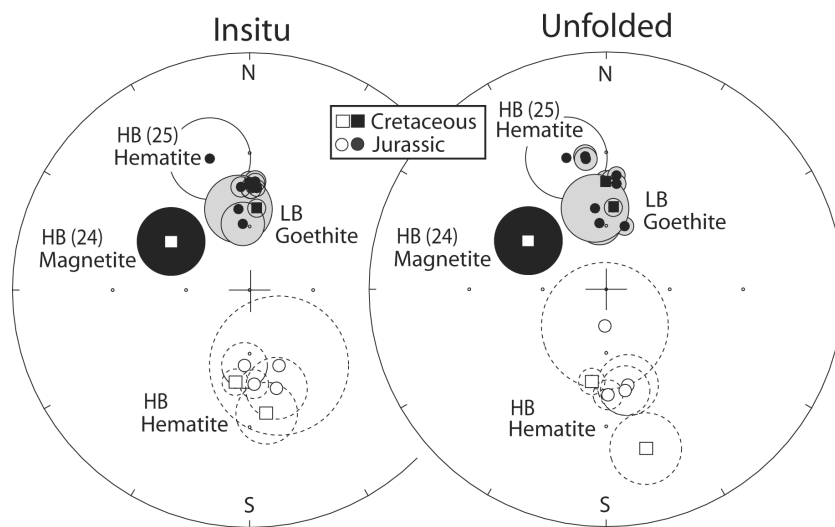 Insitu
Unfolded
N
N
Cretaceous
Jurassic
HB (25)
Hematite
HB (25)
Hematite
LB
Goethite
LB
Goethite
HB (24)
Magnetite
HB (24)
Magnetite
HB
Hematite
HB
Hematite
S
S